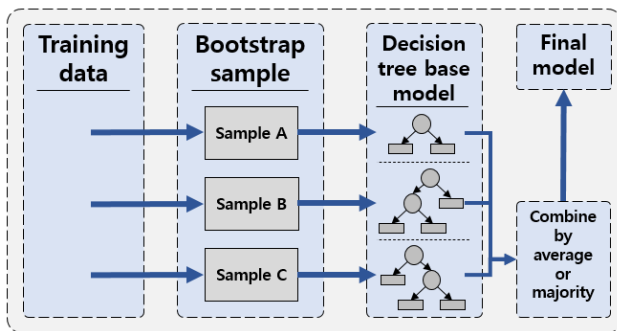 Training
data
Bootstrap
sample
Decision
tree base
model
Final
model
Sample A
Sample B
Sample C
Combine
by
average
or
majority